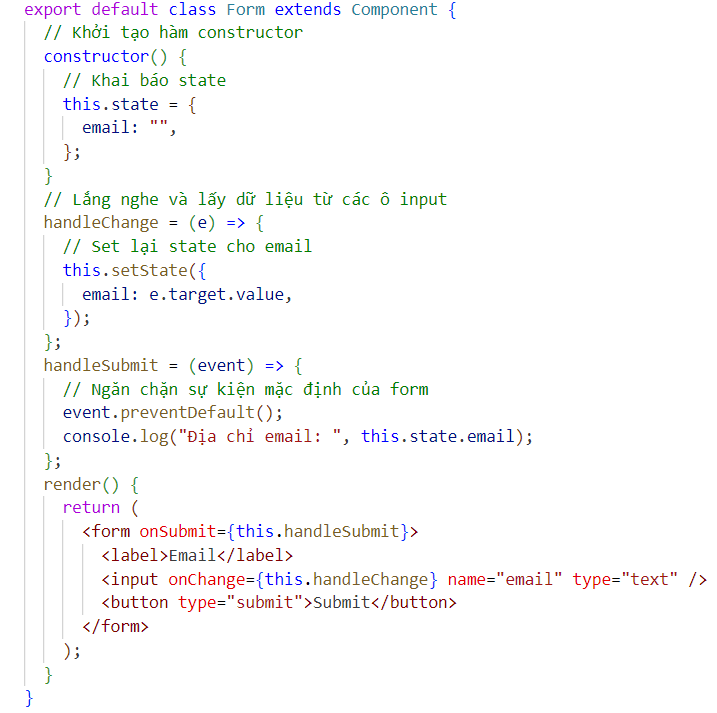 export default class Form extends Component {
  // Khởi tạo hàm constructor
  constructor() {
    // Khai báo state
    this.state = {
      email: "",
    };
  }
  // Lắng nghe và lấy dữ liệu từ các ô input
  handleChange = (e) => {
    // Set lại state cho email
    this.setState({
      email: e.target.value,
    });
  };
  handleSubmit = (event) => {
    // Ngăn chặn sự kiện mặc định của form
    event.preventDefault();
    console.log("Địa chỉ email: ", this.state.email);
  };
  render() {
    return (
      <form onSubmit={this.handleSubmit}>
        <label>Email</label>
        <input onChange={this.handleChange} name="email" type="text" />
        <button type="submit">Submit</button>
      </form>
    );
  }
}